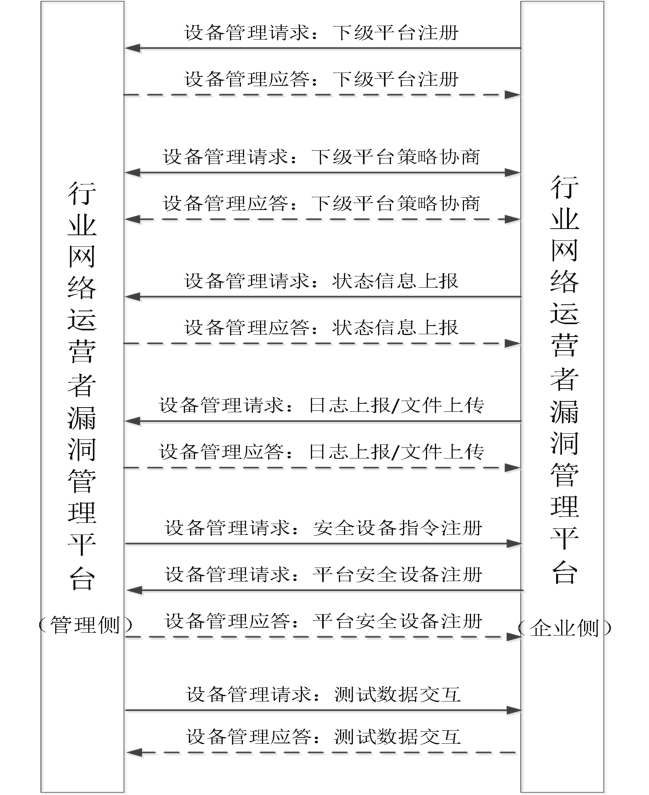 设备管理请求：下级平台注册
设备管理应答：下级平台注册
设备管理请求：下级平台策略协商
设备管理应答：下级平台策略协商
设备管理请求：状态信息上报
设备管理应答：状态信息上报
设备管理请求：日志上报/文件上传
设备管理应答：日志上报/文件上传
设备管理请求：安全设备指令注册
设备管理请求：平台安全设备注册
设备管理应答：平台安全设备注册
设备管理请求：测试数据交互
设备管理应答：测试数据交互
行业网络运营者漏洞管理平台
（管理侧）
行业网络运营者漏洞管理平台
（企业侧）